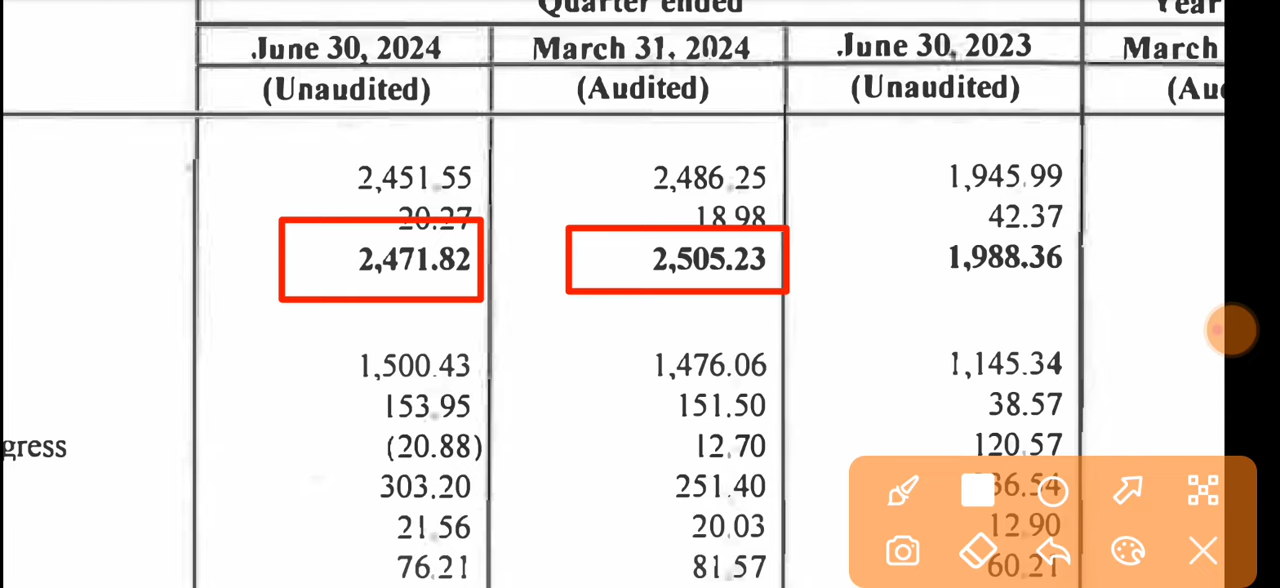 Quarter ended Year
June 30, 2024 March 31, 2024 June 30, 2023 March
(Unaudited) (Audited) (Unaudited)
2,451.55 2,486.25 1,945.99
20.27 18.98 42.37
2,471.82 2,505.23 1,988.36
1,500.43 1,476.06 1,145.34
153.95 151.50 38.57
gress (20.88) 12.70 120.57
303.20 251.40
21.56 20.03 12.90
76.21 81.57 60.21